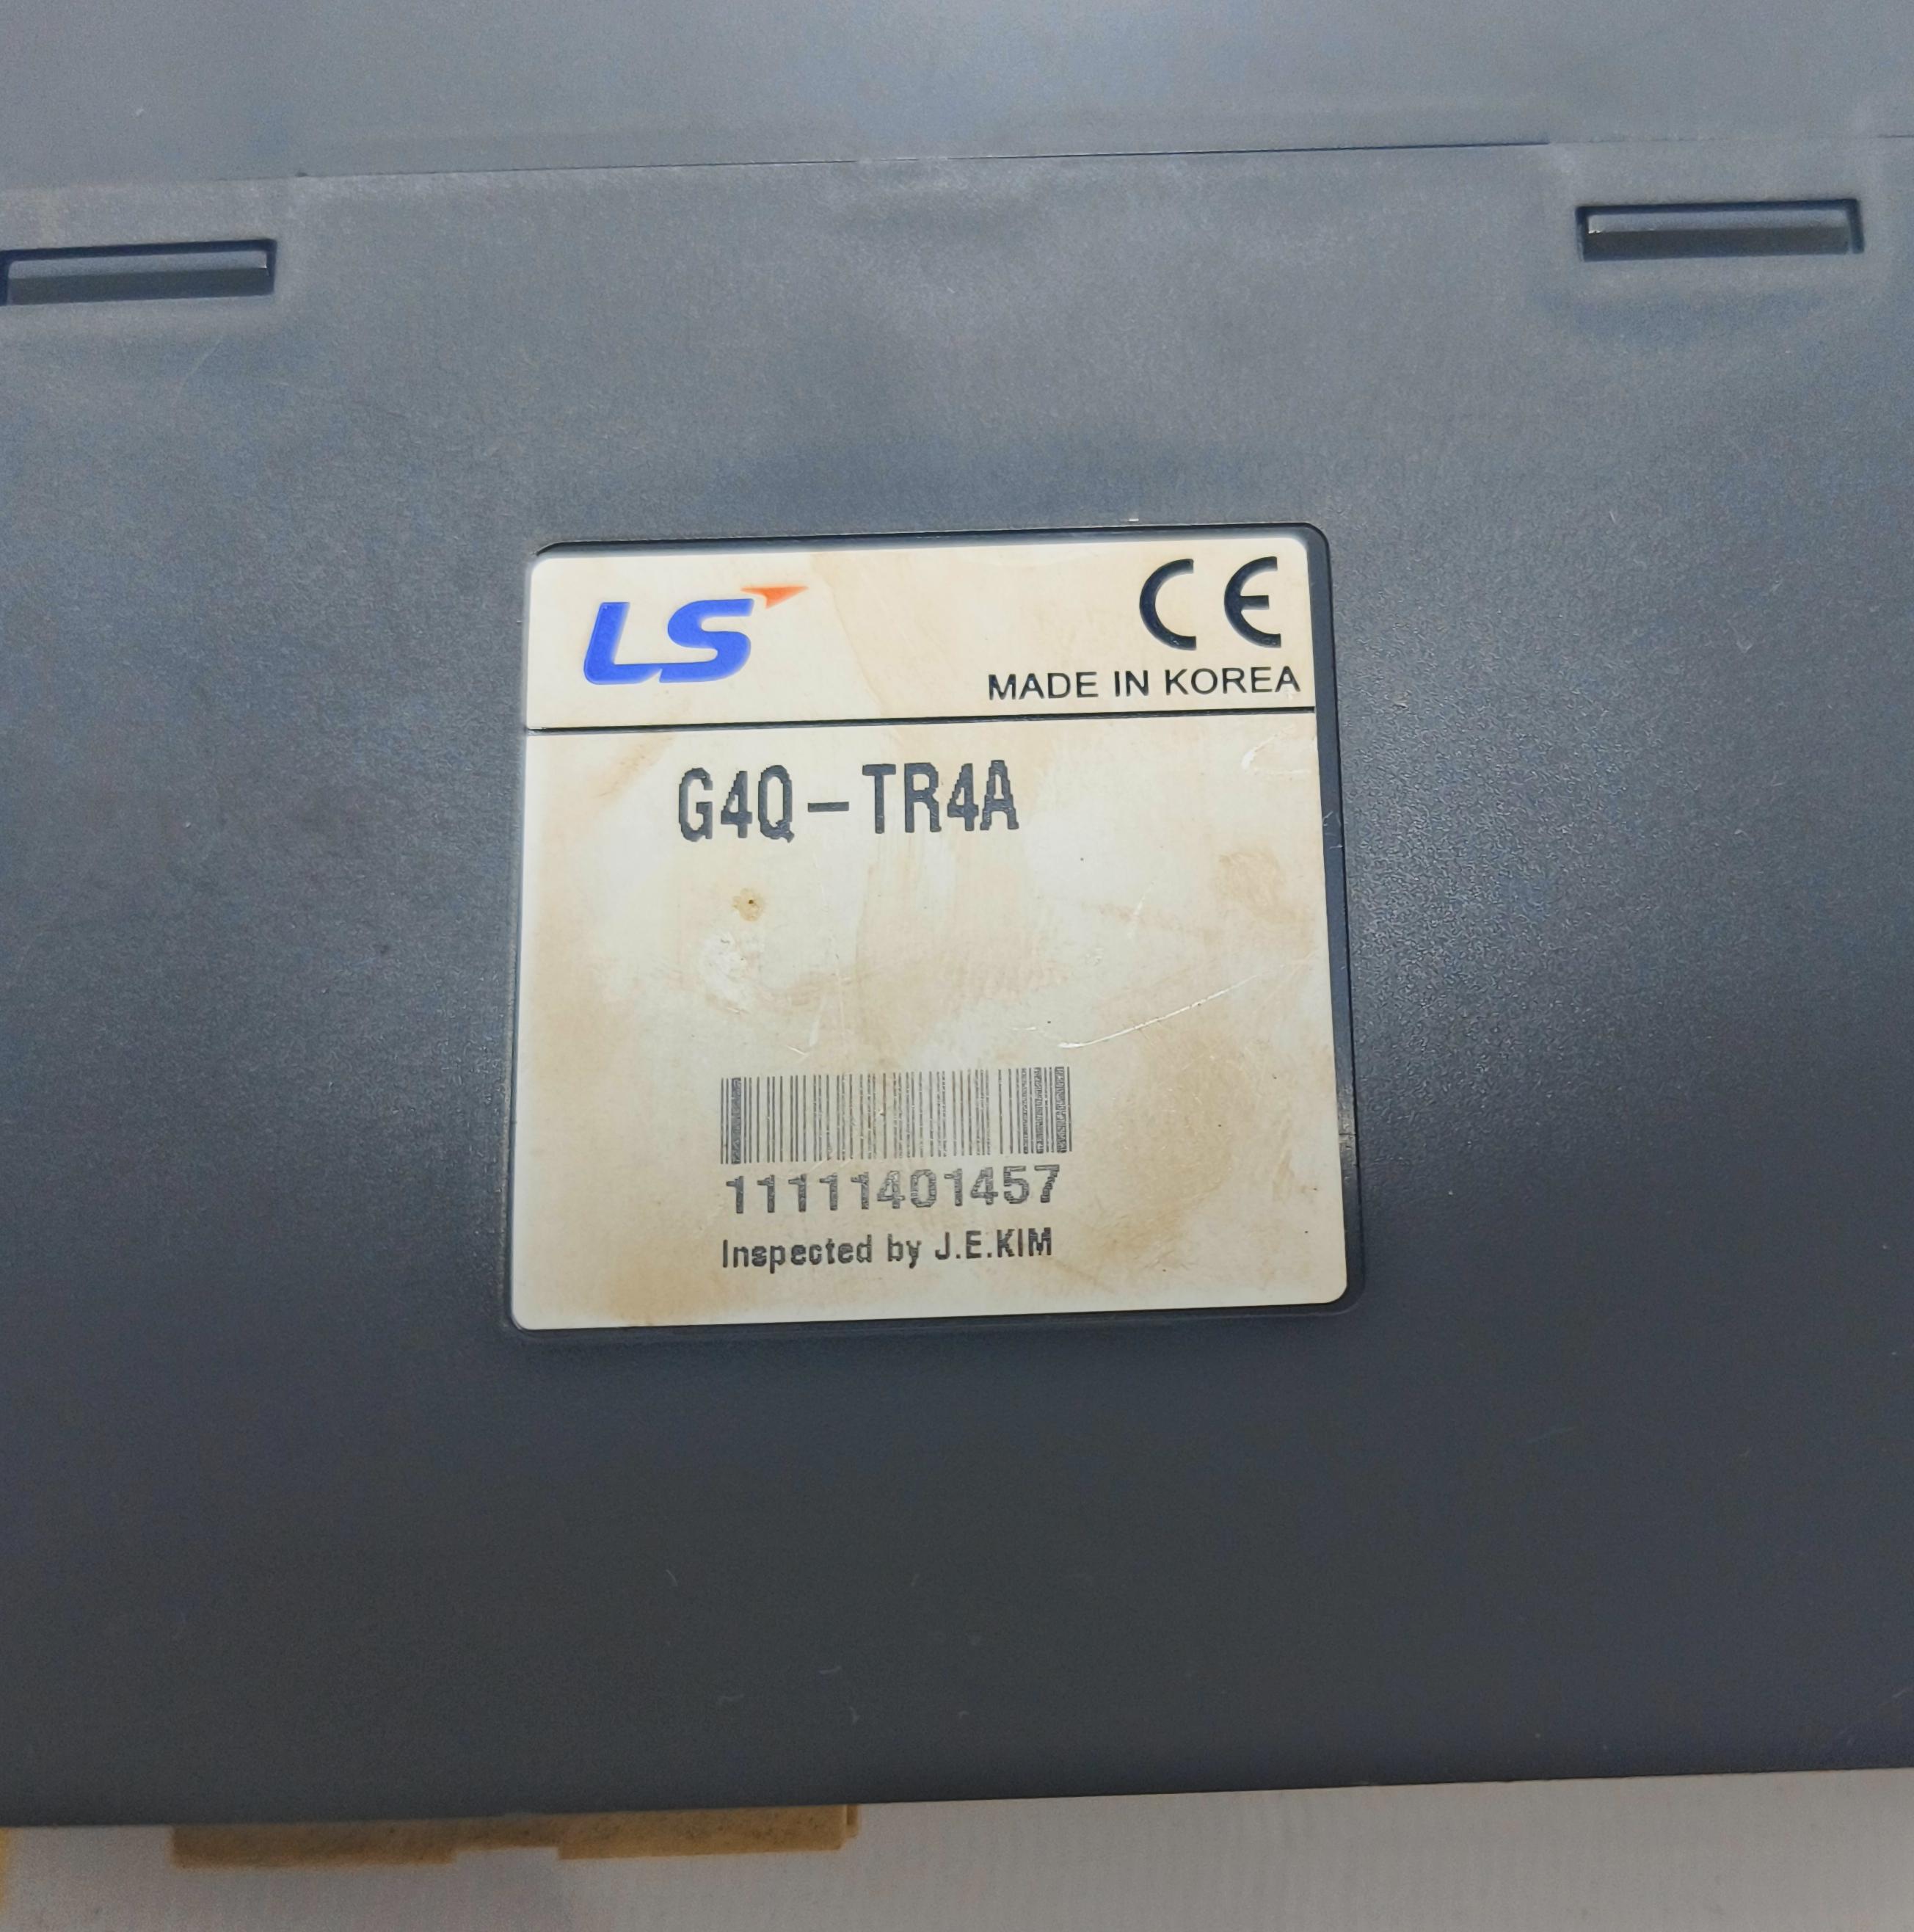 LS
CE
MADE IN KOREA
G4Q-TR4A
11111401457
Inspected by J.E.KIM